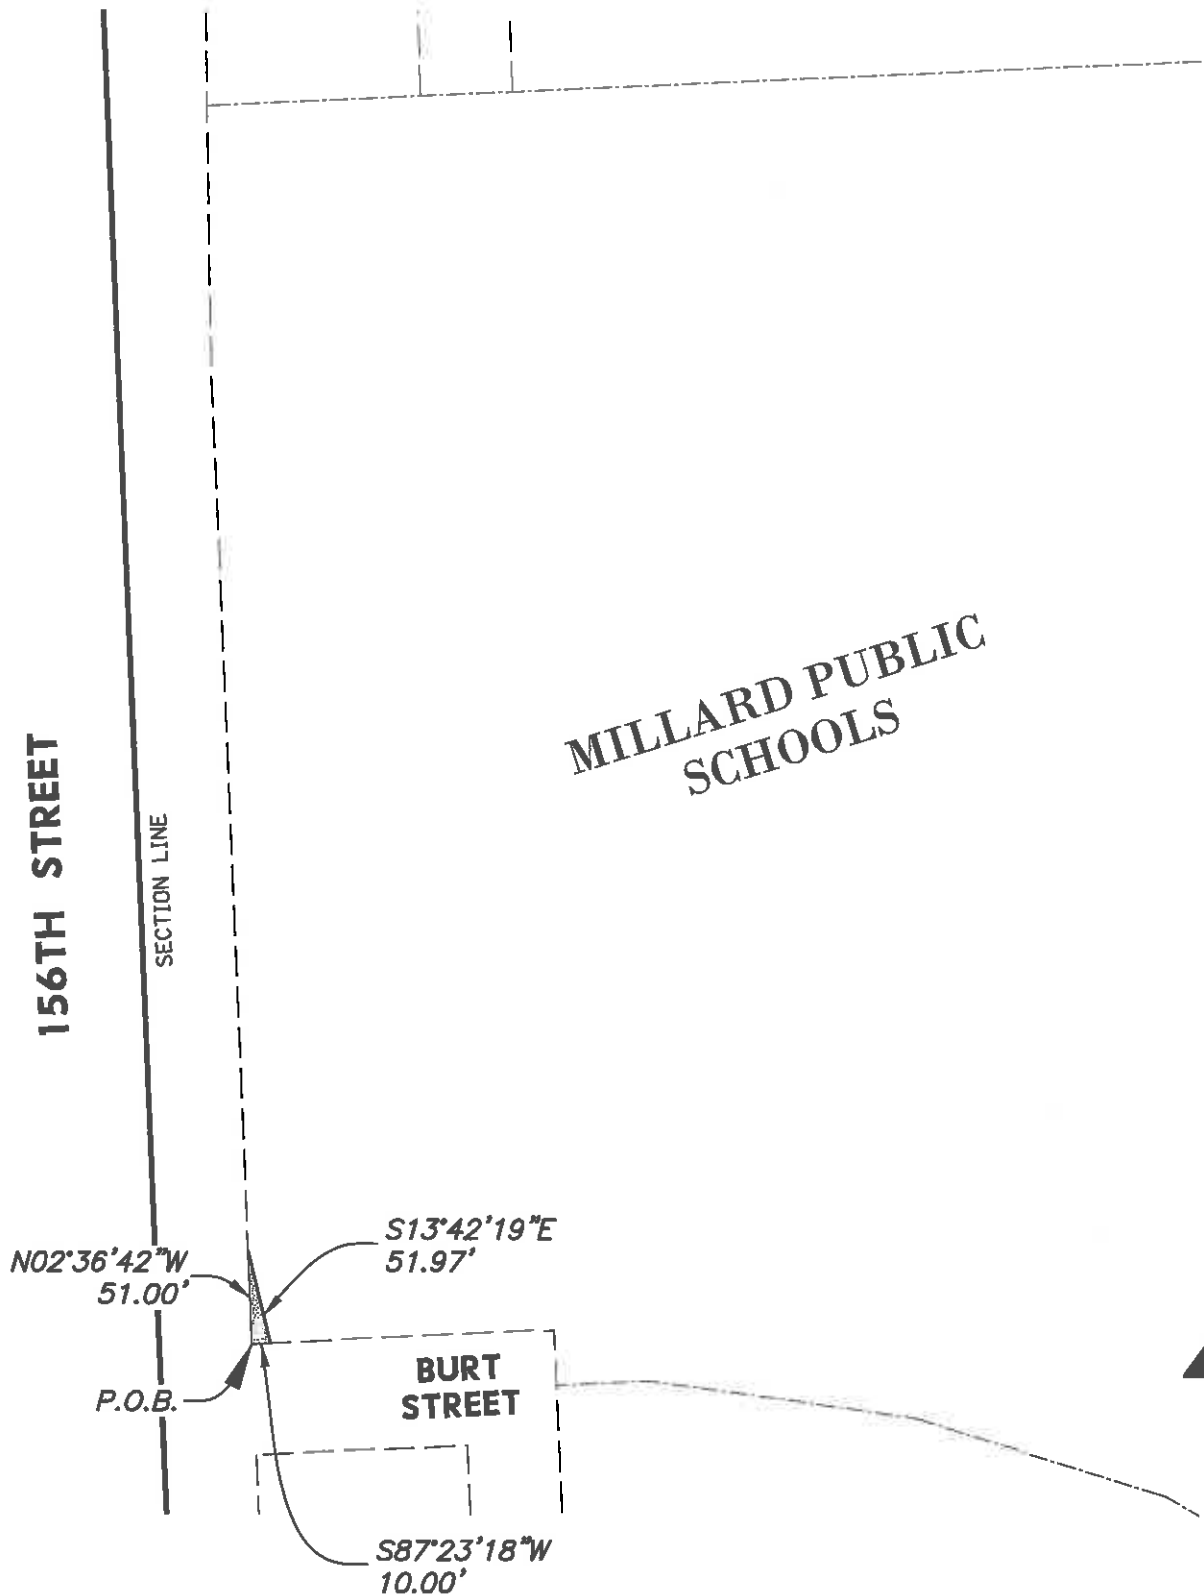 MILLARD PUBLIC
SCHOOLS
156TH STREET
SECTION LINE
N02°36'42"W
51.00'
S13°42'19"E
51.97'
P.O.B.
BURT
STREET
S87°23'18"W
10.00'